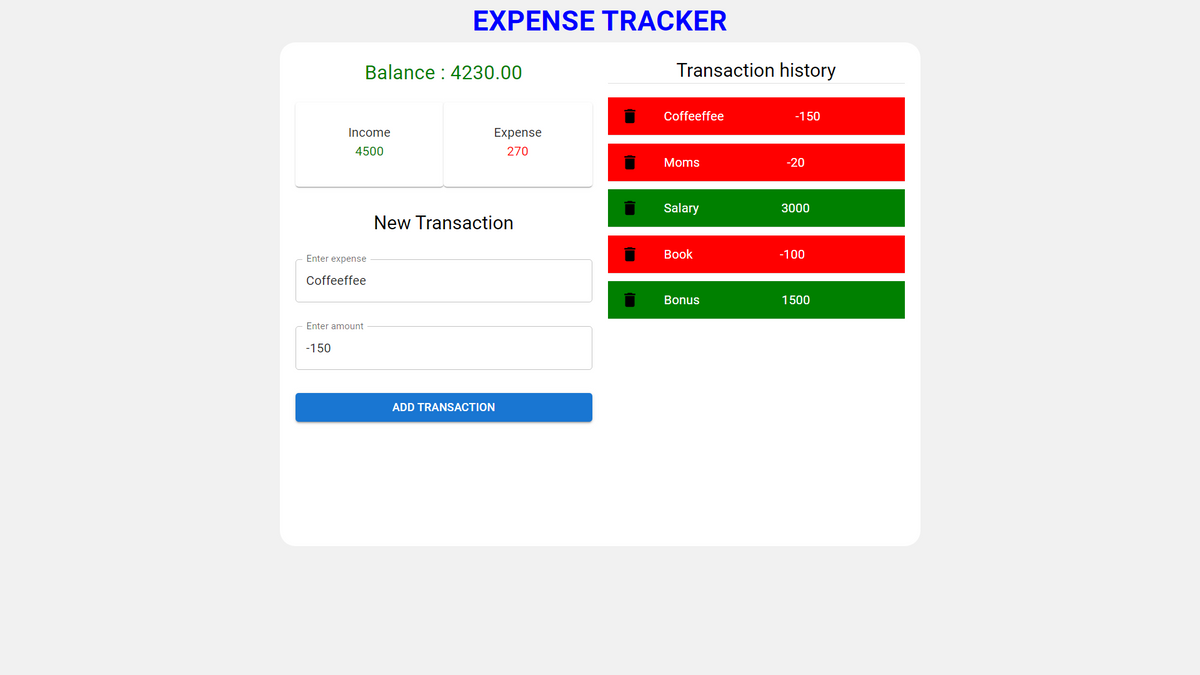 EXPENSE TRACKER
Balance : 4230.00
Income
4500
Expense
270
New Transaction
Enter expense
Coffeeffee
Enter amount
-150
ADD TRANSACTION
Transaction history
Coffeeffee -150
Moms -20
Salary 3000
Book -100
Bonus 1500